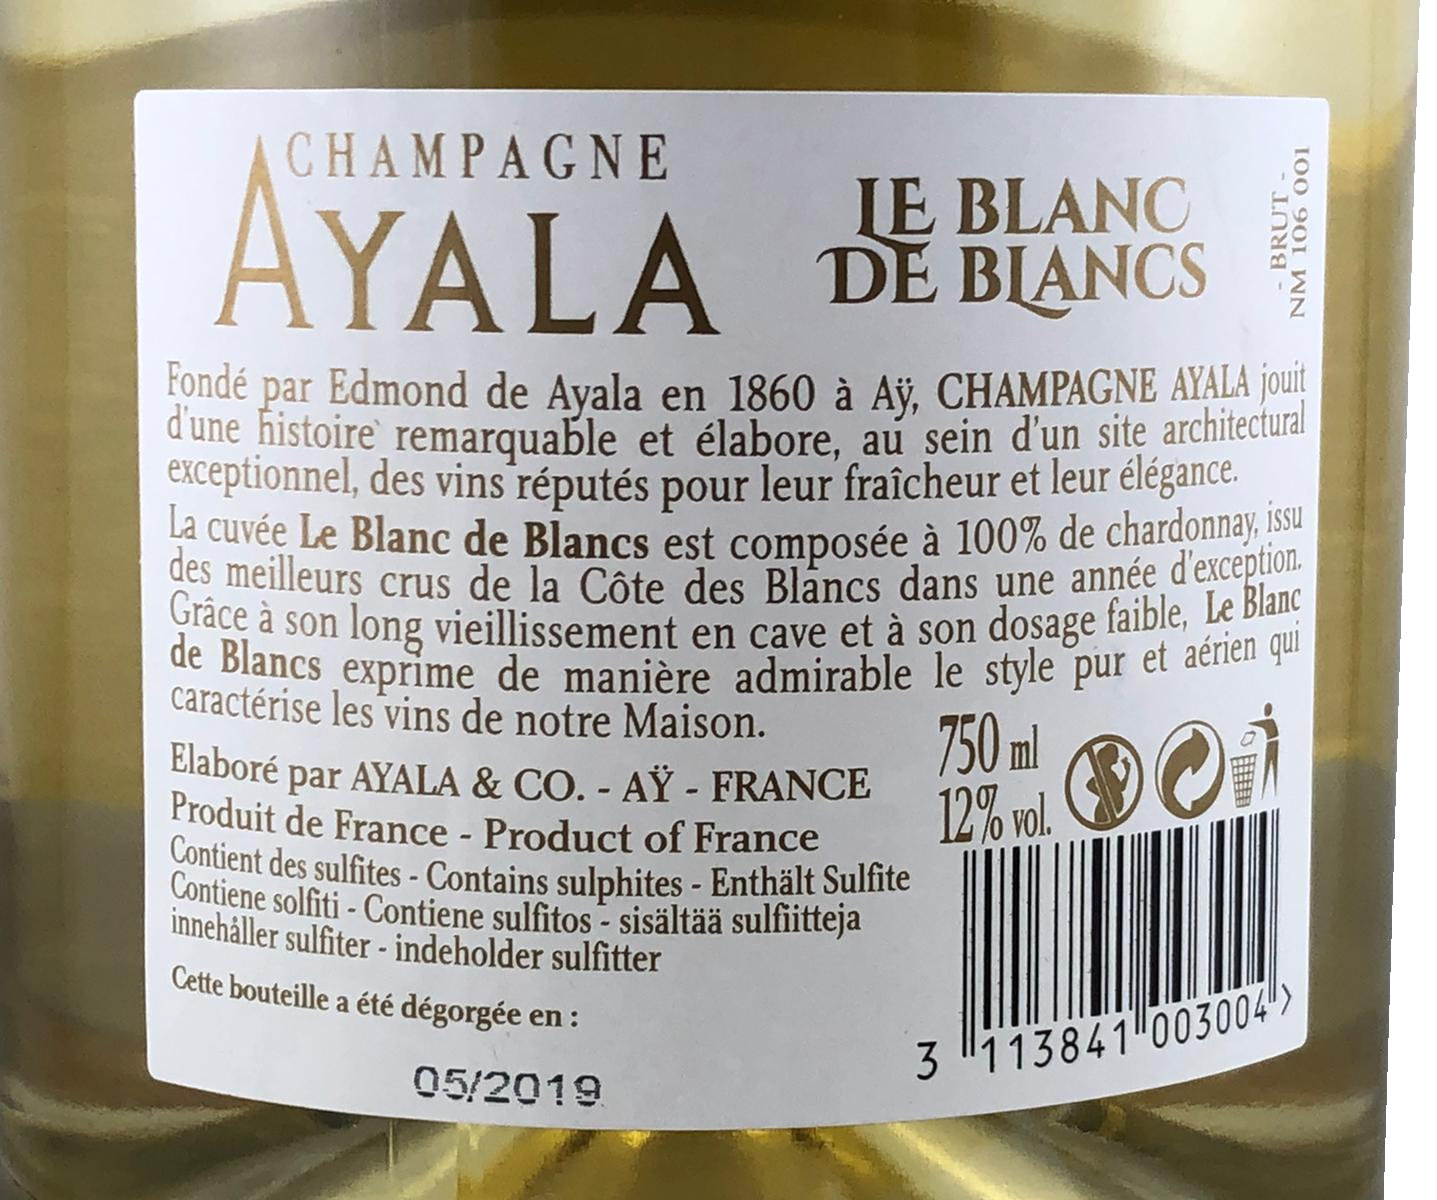 CHAMPAGNE
AYALA
LE BLANC
DE BLANCS
- BRUT -
NM 106 001
Fondé par Edmond de Ayala en 1860 à Aÿ, CHAMPAGNE AYALA jouit
d'une histoire remarquable et élabore, au sein d'un site architectural
exceptionnel, des vins réputés pour leur fraîcheur et leur élégance.
La cuvée Le Blanc de Blancs est composée à 100% de chardonnay, issu
des meilleurs crus de la Côte des Blancs dans une année d'exception.
Grâce à son long vieillissement en cave et à son dosage faible, Le Blanc
de Blancs exprime de manière admirable le style pur et aérien qui
caractérise les vins de notre Maison.
750 ml
12% vol.
Elaboré par AYALA & CO. - AŸ - FRANCE
Produit de France - Product of France
Contient des sulfites - Contains sulphites - Enthält Sulfite
Contiene solfiti - Contiene sulfitos - sisältää sulfiitteja
innehåller sulfiter - indeholder sulfitter
Cette bouteille a été dégorgée en :
05/2019
3 113841 003004 >